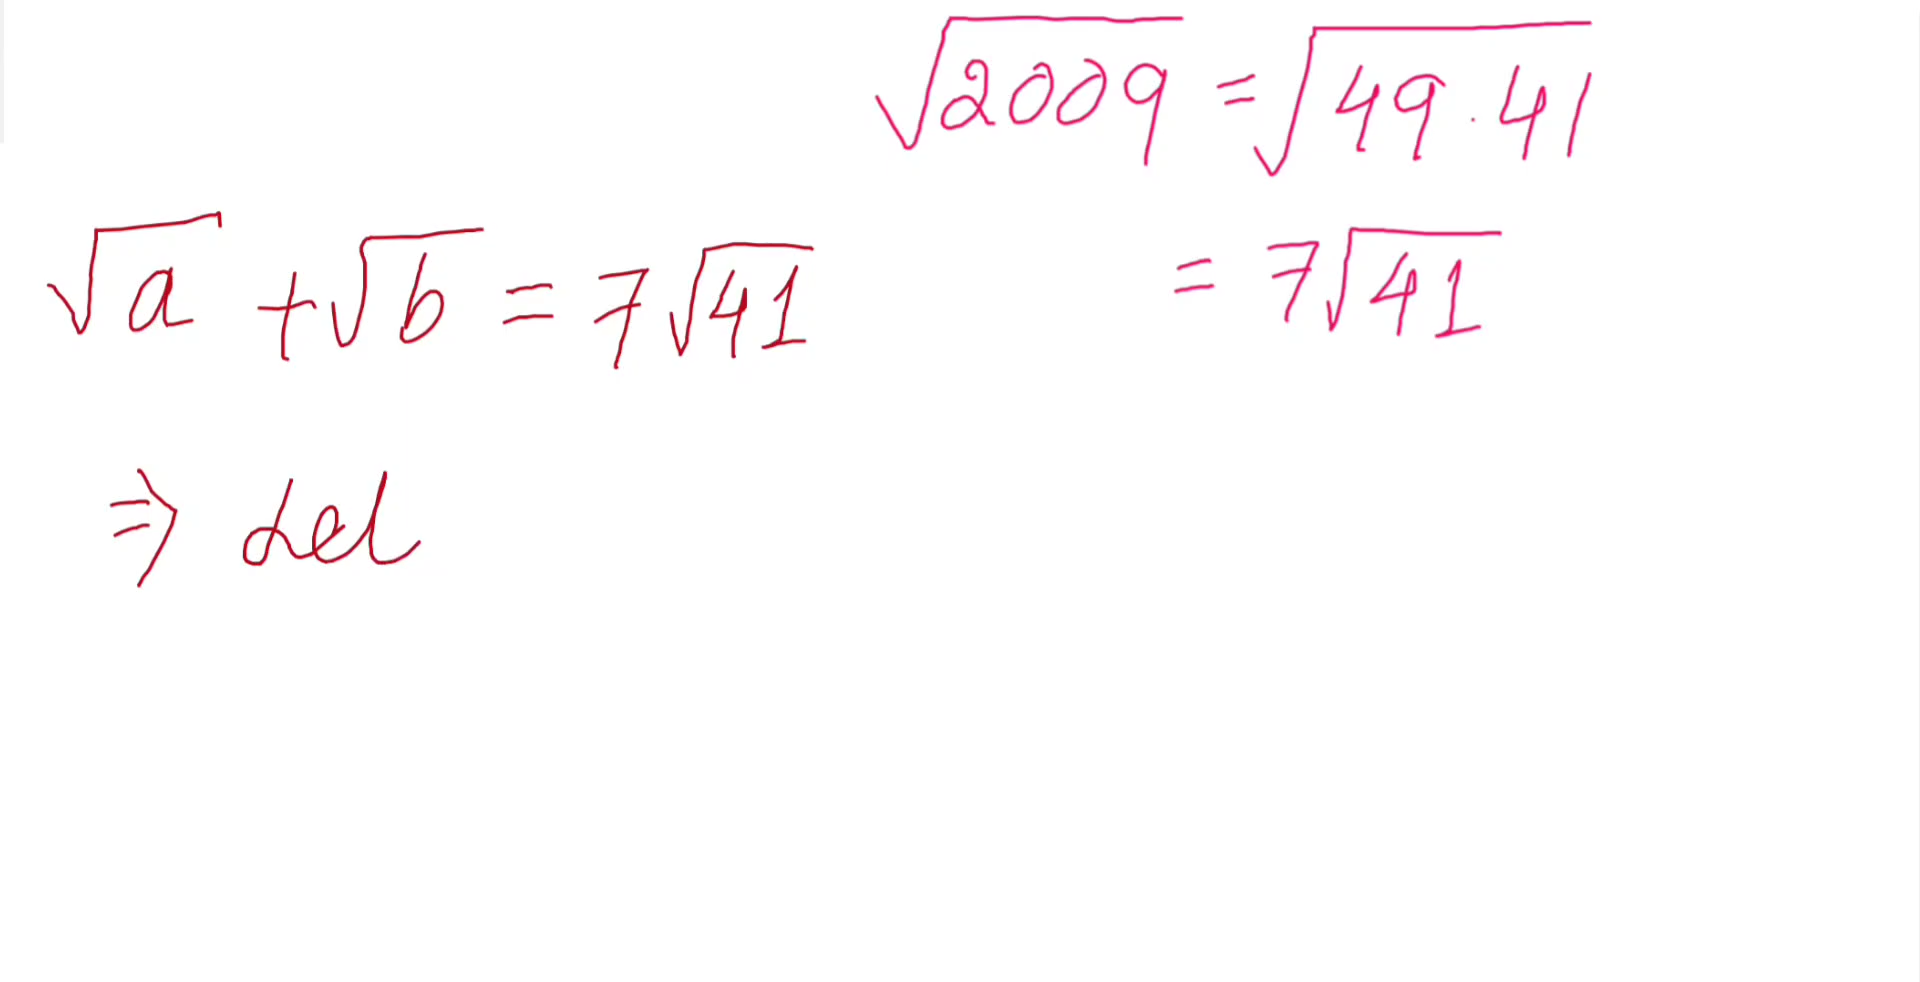 √2009 = √49.41
= 7√41
√a + √b = 7√41
⇒ let